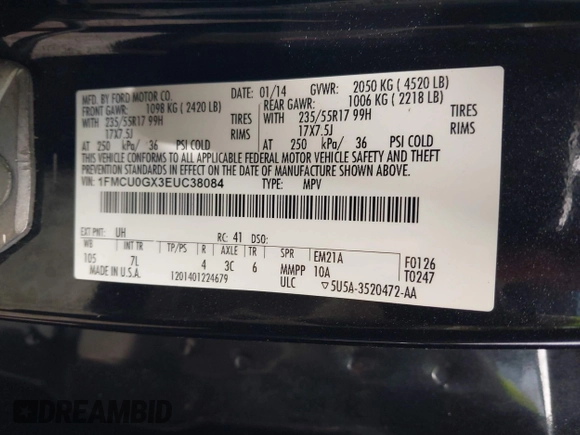 MFD. BY FORD MOTOR CO. DATE: 01/14 GVWR: 2050 KG ( 4520 LB)
FRONT GAWR: 1098 KG ( 2420 LB) REAR GAWR: 1006 KG ( 2218 LB)
WITH 235/55R17 99H TIRES WITH 235/55R17 99H TIRES
17X7.5J RIMS 17X7.5J RIMS
AT 250 kPa/ 36 PSI COLD AT 250 kPa/ 36 PSI COLD
THIS VEHICLE CONFORMS TO ALL APPLICABLE FEDERAL MOTOR VEHICLE SAFETY AND BUMPER
AND THEFT PREVENTION STANDARDS IN EFFECT ON THE DATE OF MANUFACTURE SHOWN ABOVE.
VIN: 1FMCU0GX3EUC38084 TYPE: MPV
EXT PNT: UH RC: 41 DSO:
WB INT TR TP/PS R AXLE TR SPR EM21A F0126
105 7L 4 3C 6 MMPP 10A T0247
MADE IN U.S.A. 1201401224679 ULC 5U5A-3520472-AA
DREAMBID